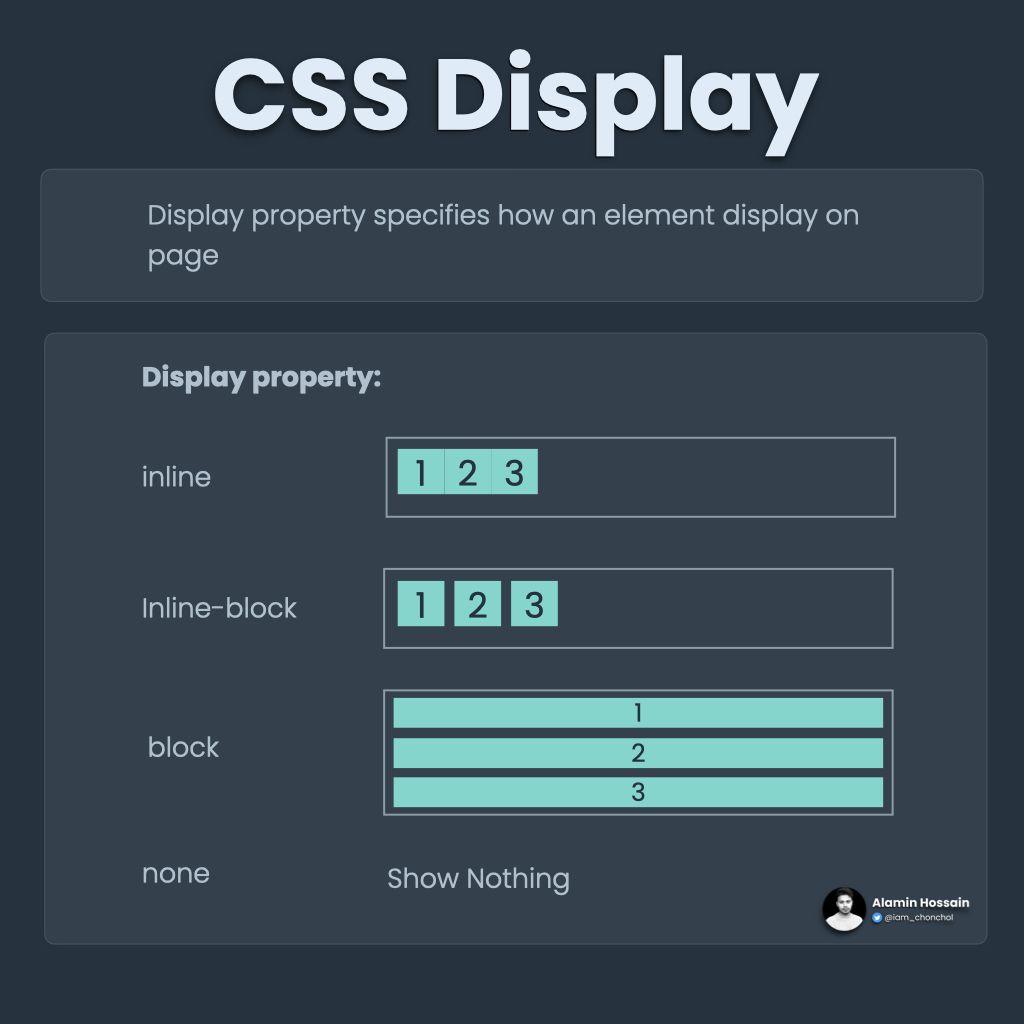 CSS Display
Display property specifies how an element display on
page
Display property:
inline
1 2 3
Inline-block
1 2 3
block
1
2
3
none
Show Nothing
Alamin Hossain
@iam_chonchol